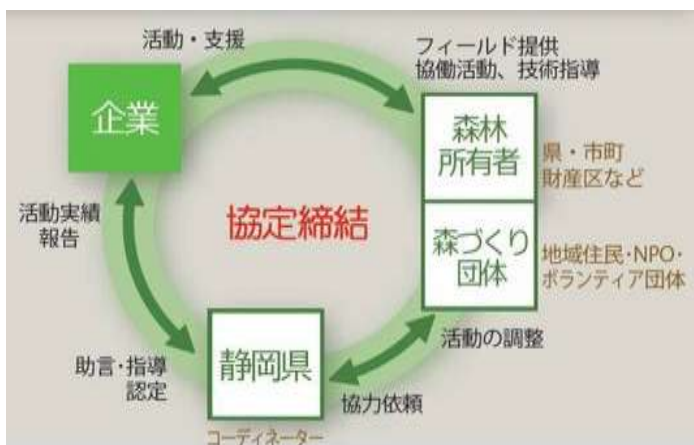 活動・支援
フィールド提供
協働活動、技術指導
企業
森林
所有者
県・市町
財産区など
活動実績
報告
協定締結
森づくり
団体
地域住民・NPO・
ボランティア団体
活動の調整
助言・指導
認定
静岡県
協力依頼
コーディネーター